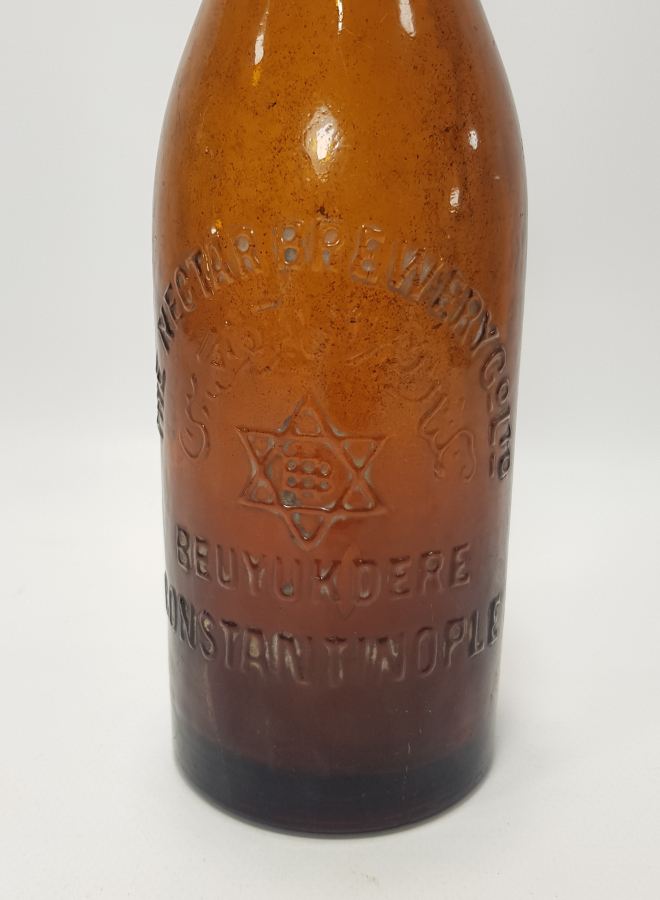 THE NECTAR BREWERY Co LTD
BEUYUKDERE
CONSTANTINOPLE